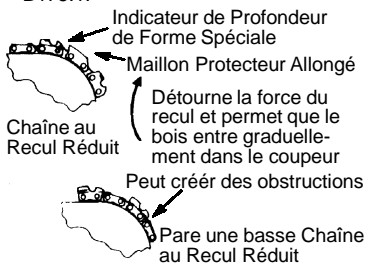 Indicateur de Profondeur
de Forme Spéciale
Maillon Protecteur Allongé
Détourne la force du
recul et permet que le
bois entre graduelle-
ment dans le coupeur
Chaîne au
Recul Réduit
Peut créér des obstructions
Pare une basse Chaîne
au Recul Réduit